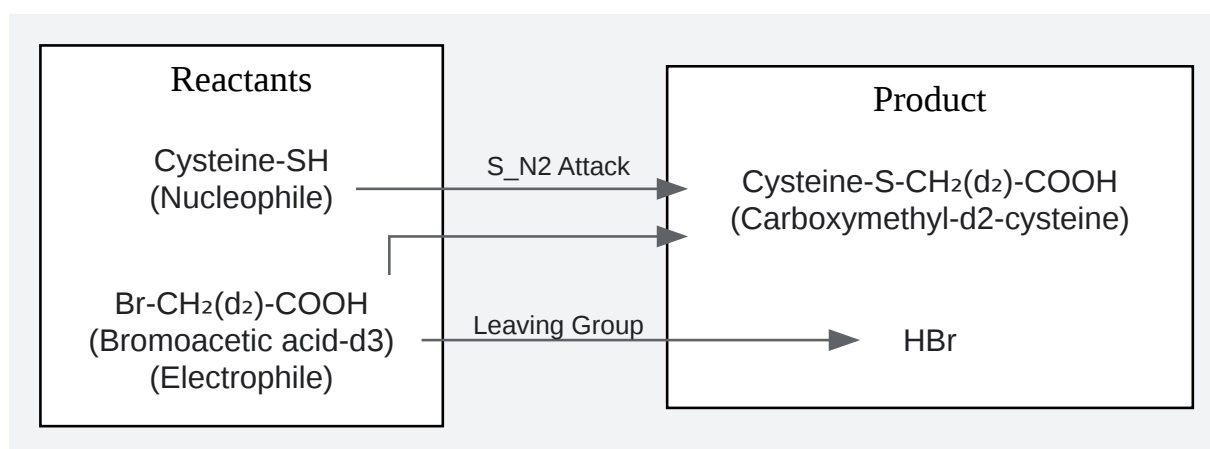 Reactants
Cysteine-SH
(Nucleophile)
Br-CH₂(d₂)-COOH
(Bromoacetic acid-d3)
(Electrophile)
S_N2 Attack
Leaving Group
Product
Cysteine-S-CH₂(d₂)-COOH
(Carboxymethyl-d2-cysteine)
HBr